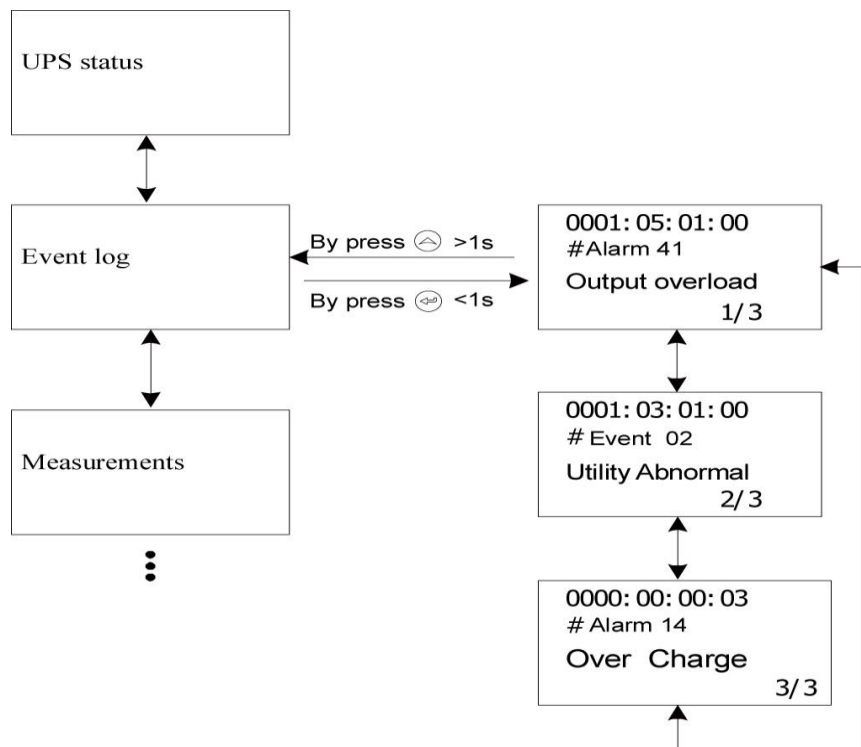 UPS status
Event log
Measurements
By press >1s
By press <1s
0001:05:01:00
#Alarm 41
Output overload
1/3
0001:03:01:00
# Event 02
Utility Abnormal
2/3
0000:00:00:03
# Alarm 14
Over Charge
3/3